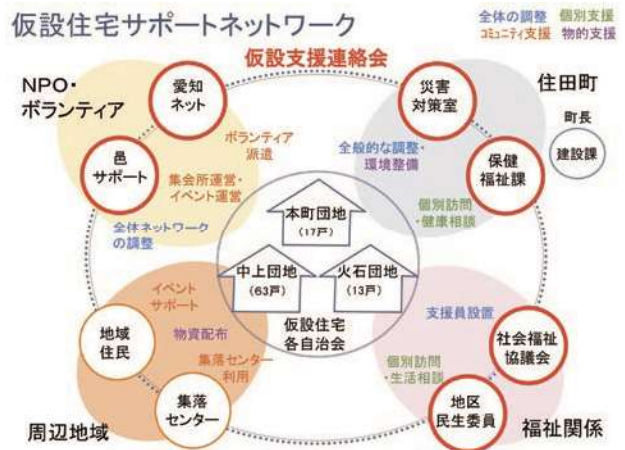 仮設住宅サポートネットワーク
全体の調整 個別支援
コミュニティ支援 物的支援
仮設支援連絡会
NPO・
ボランティア
愛知
ネット
邑
サポート
ボランティア
派遣
集会所運営・
イベント運営
全体ネットワーク
の調整
災害
対策室
住田町
町長
建設課
保健
福祉課
全般的な調整・
環境整備
個別訪問
・健康相談
本町団地
(17戸)
中上団地
(63戸)
火石団地
(13戸)
仮設住宅
各自治会
イベント
サポート
地域
住民
物資配布
集落センター
利用
集落
センター
周辺地域
支援員設置
社会福祉
協議会
個別訪問
・生活相談
地区
民生委員
福祉関係